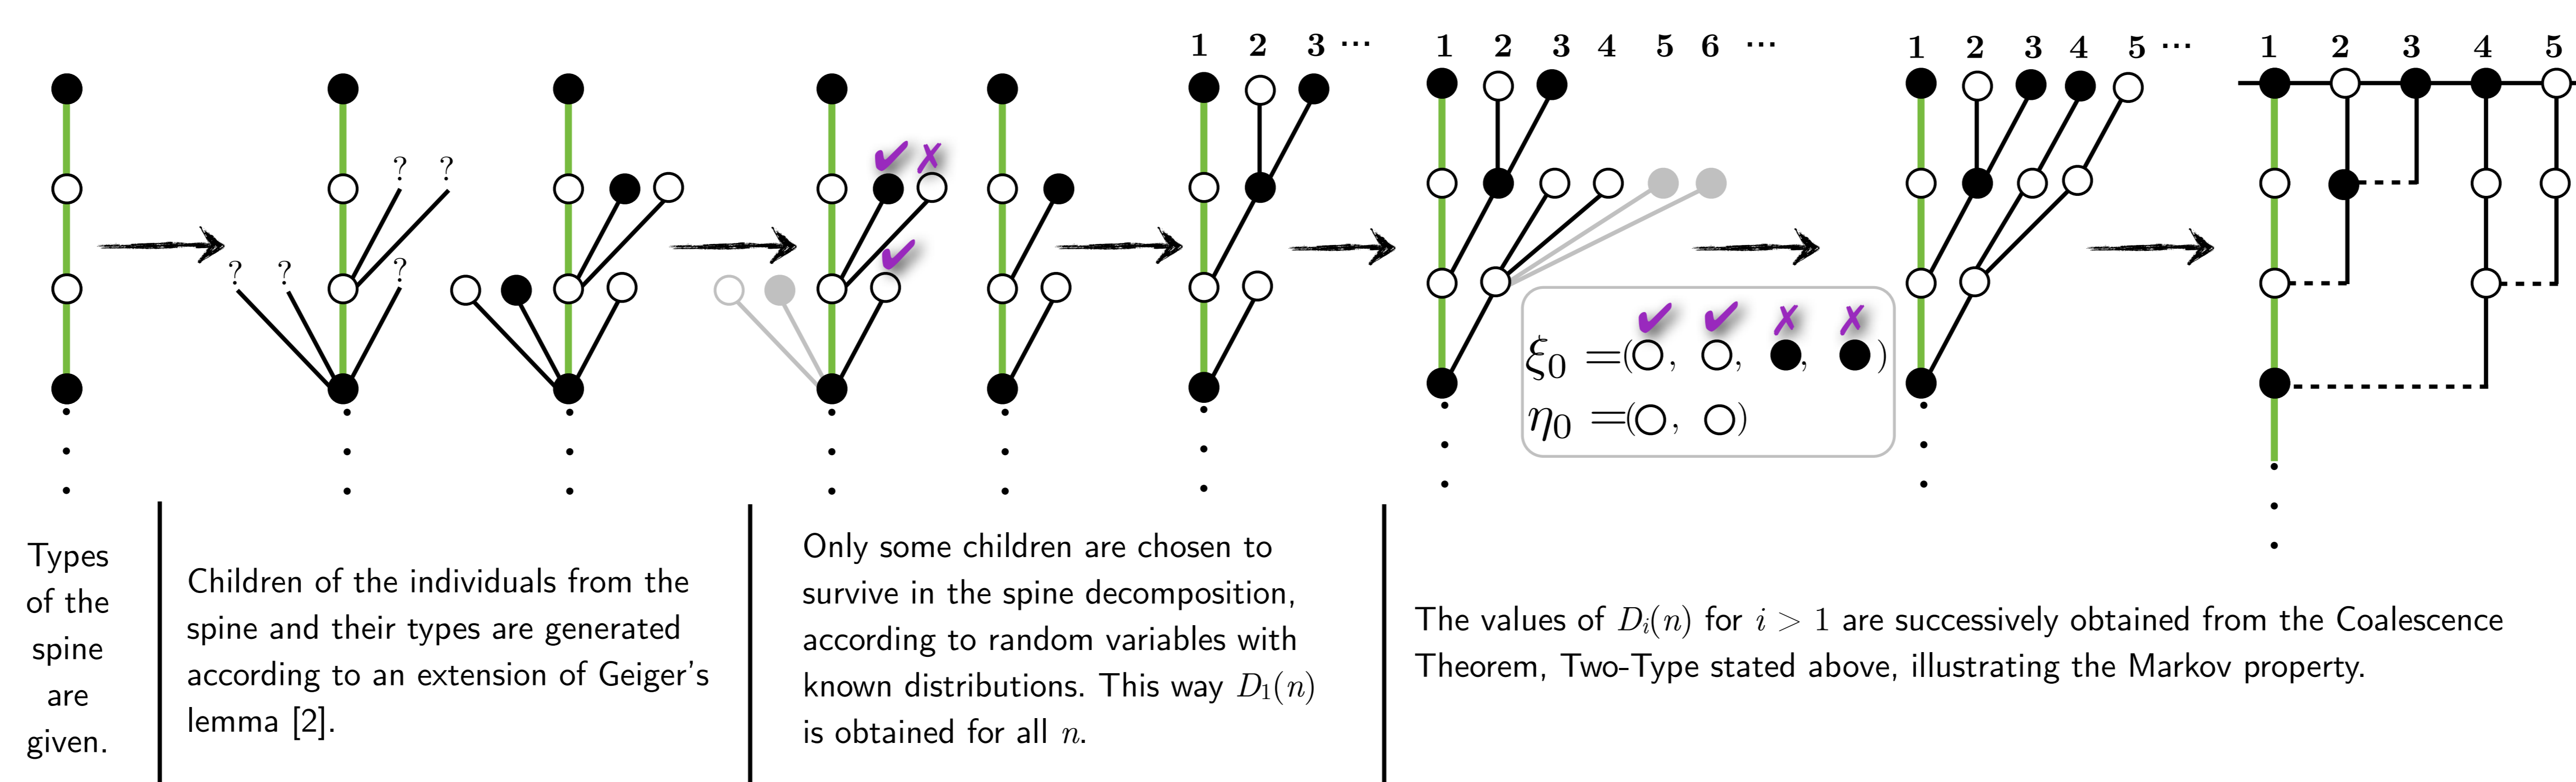 1 2 3 ...
1 2 3 4 5 6 ...
1 2 3 4 5 ...
1 2 3 4 5
? ?
? ? ?
✔ ✗
✔
✔ ✔ ✗ ✗
ξ₀ =( , , , )
η₀ =( , )
Types
of the
spine
are
given.
Children of the individuals from the
spine and their types are generated
according to an extension of Geiger's
lemma [2].
Only some children are chosen to
survive in the spine decomposition,
according to random variables with
known distributions. This way D₁(n)
is obtained for all n.
The values of Dᵢ(n) for i > 1 are successively obtained from the Coalescence
Theorem, Two-Type stated above, illustrating the Markov property.